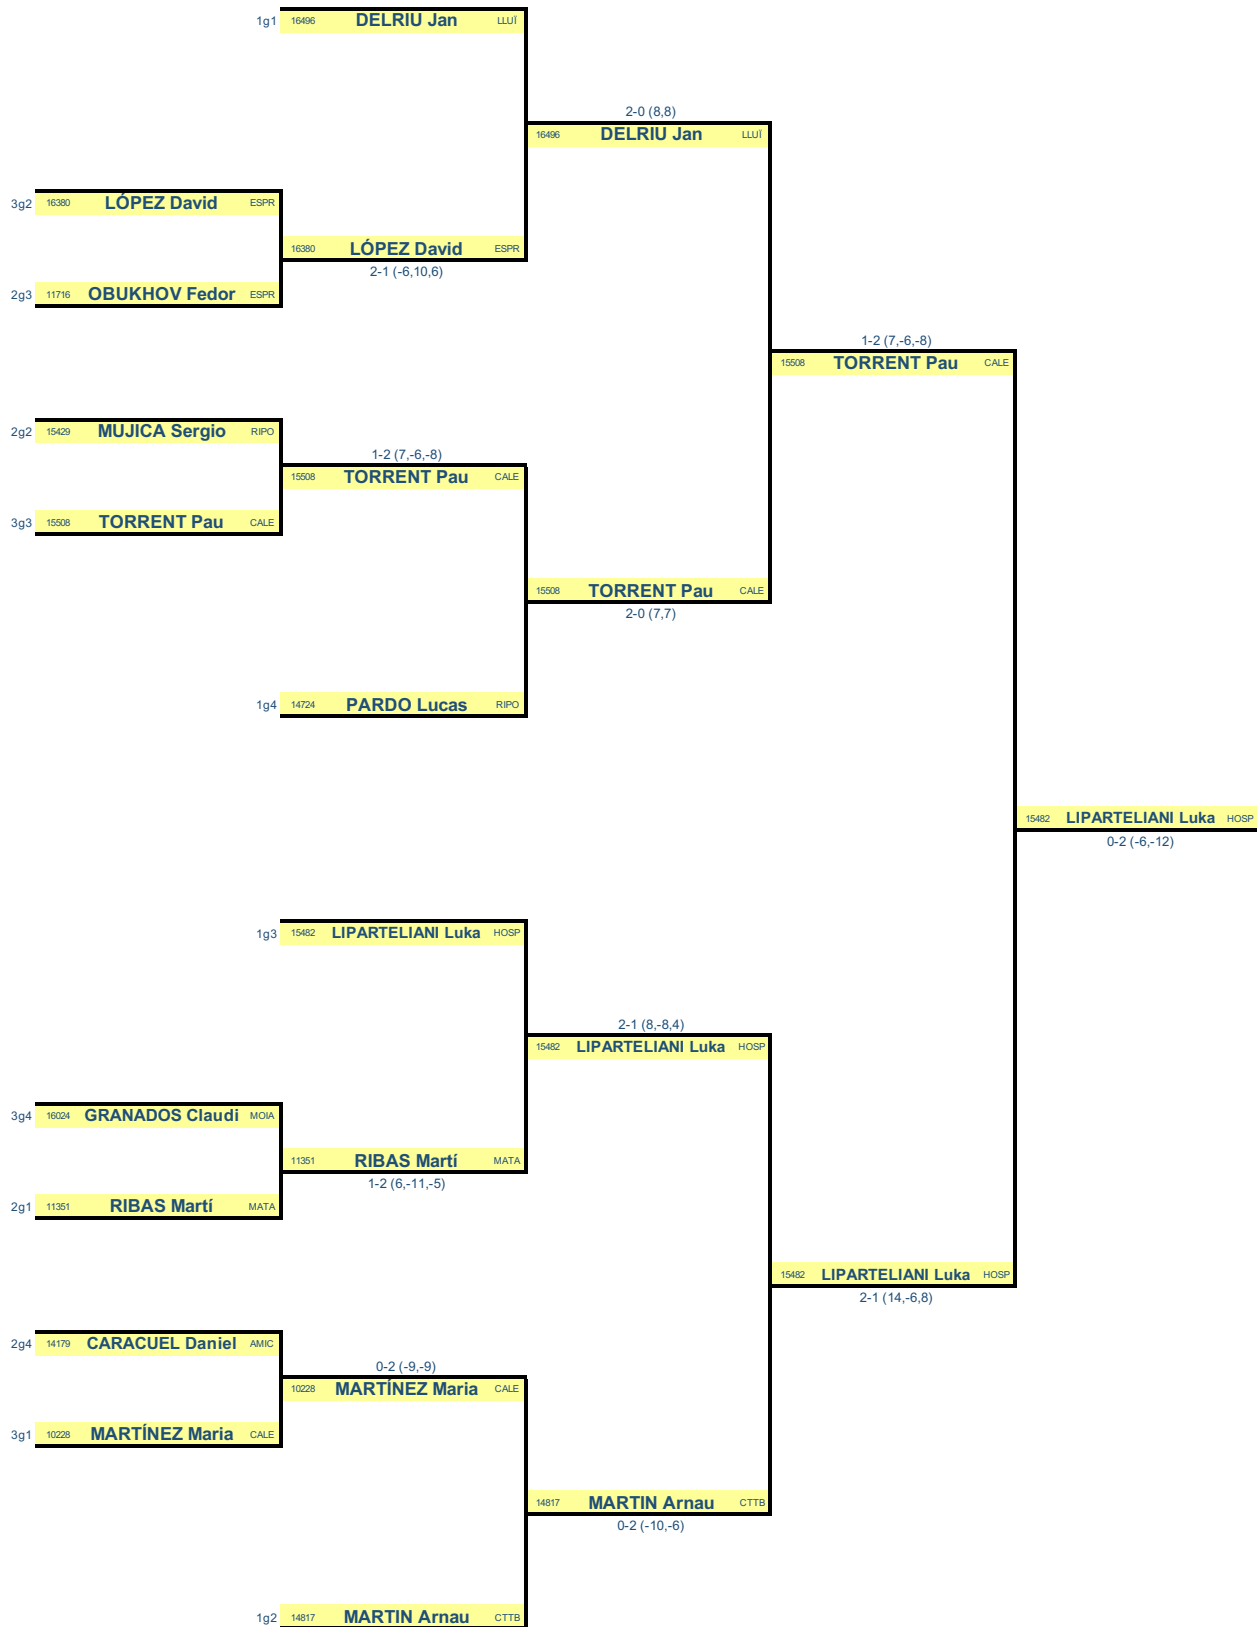 1g1 16496 DELRIU Jan LLUÏ
2-0 (8,8)
16496 DELRIU Jan LLUÏ
3g2 16380 LÓPEZ David ESPR
16380 LÓPEZ David ESPR
2-1 (-6,10,6)
2g3 11716 OBUKHOV Fedor ESPR
1-2 (7,-6,-8)
15508 TORRENT Pau CALE
2g2 15429 MUJICA Sergio RIPO
1-2 (7,-6,-8)
15508 TORRENT Pau CALE
3g3 15508 TORRENT Pau CALE
15508 TORRENT Pau CALE
2-0 (7,7)
1g4 14724 PARDO Lucas RIPO
15482 LIPARTELIANI Luka HOSP
0-2 (-6,-12)
1g3 15482 LIPARTELIANI Luka HOSP
2-1 (8,-8,4)
15482 LIPARTELIANI Luka HOSP
3g4 16024 GRANADOS Claudi MOIA
11351 RIBAS Martí MATA
1-2 (6,-11,-5)
2g1 11351 RIBAS Martí MATA
15482 LIPARTELIANI Luka HOSP
2-1 (14,-6,8)
2g4 14179 CARACUEL Daniel AMIC
0-2 (-9,-9)
10228 MARTÍNEZ Maria CALE
3g1 10228 MARTÍNEZ Maria CALE
14817 MARTIN Arnau CTTB
0-2 (-10,-6)
1g2 14817 MARTIN Arnau CTTB